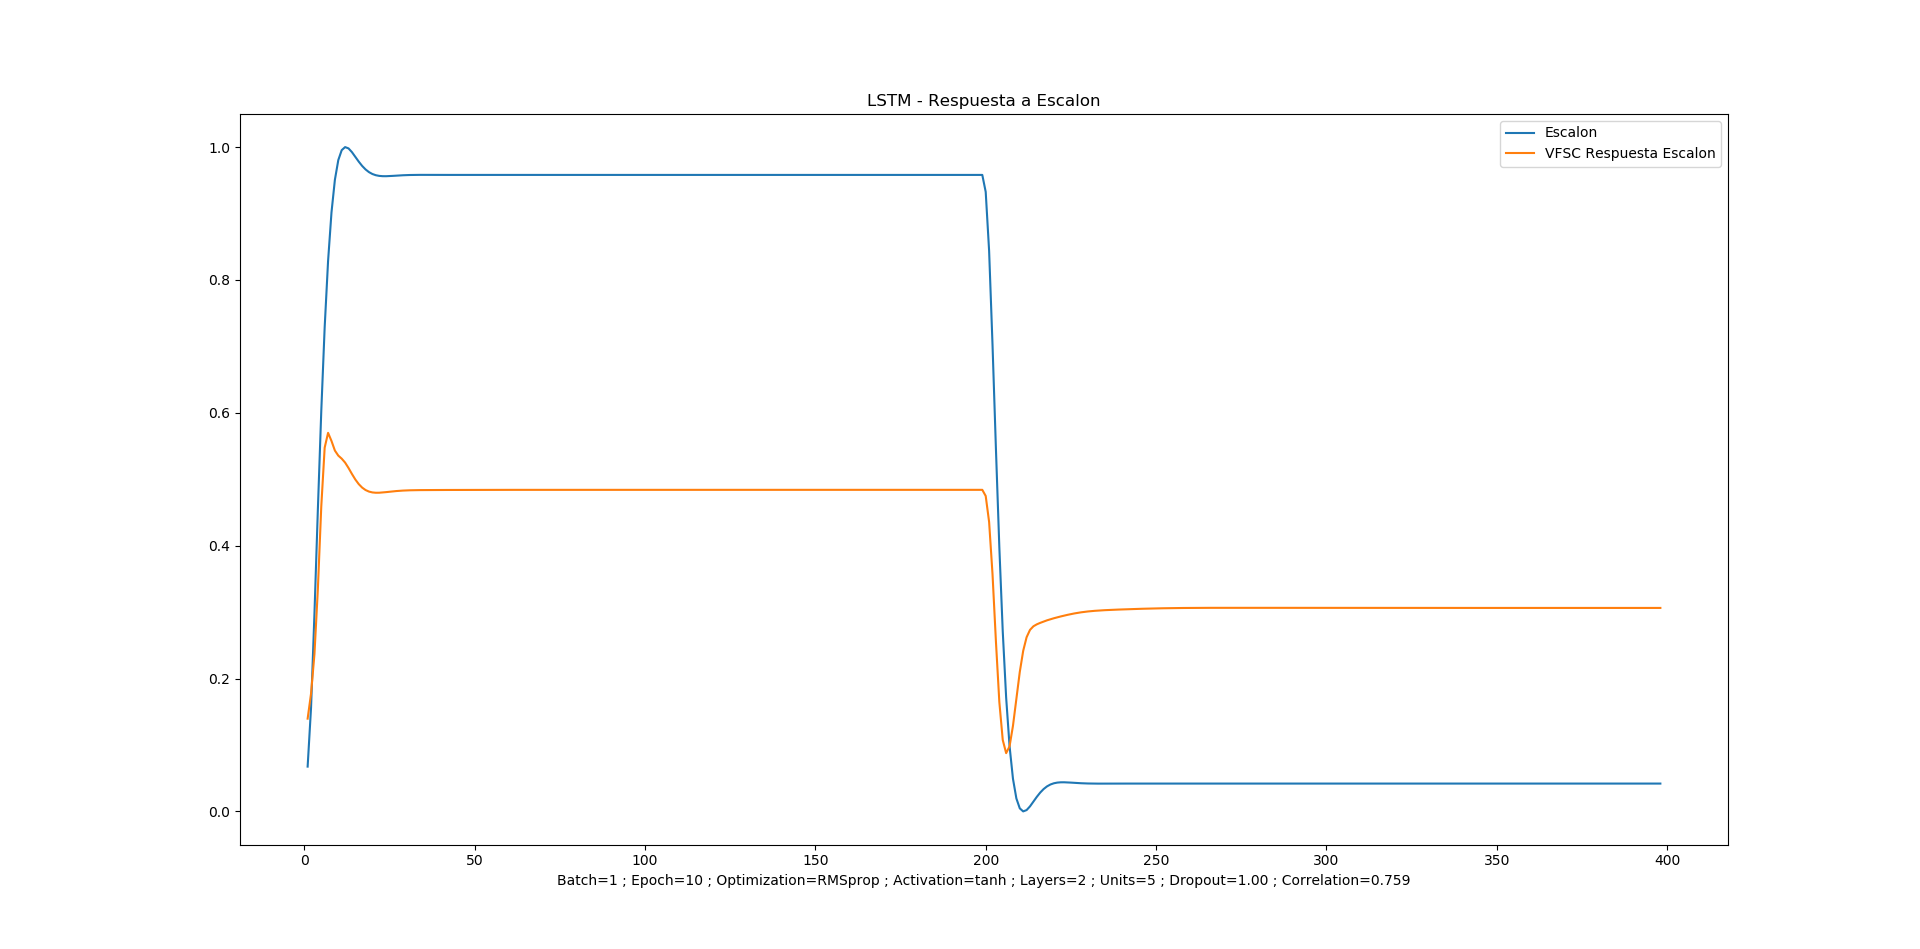 LSTM - Respuesta a Escalon
Escalon
VFSC Respuesta Escalon
1.0
0.8
0.6
0.4
0.2
0.0
0 50 100 150 200 250 300 350 400
Batch=1 ; Epoch=10 ; Optimization=RMSprop ; Activation=tanh ; Layers=2 ; Units=5 ; Dropout=1.00 ; Correlation=0.759